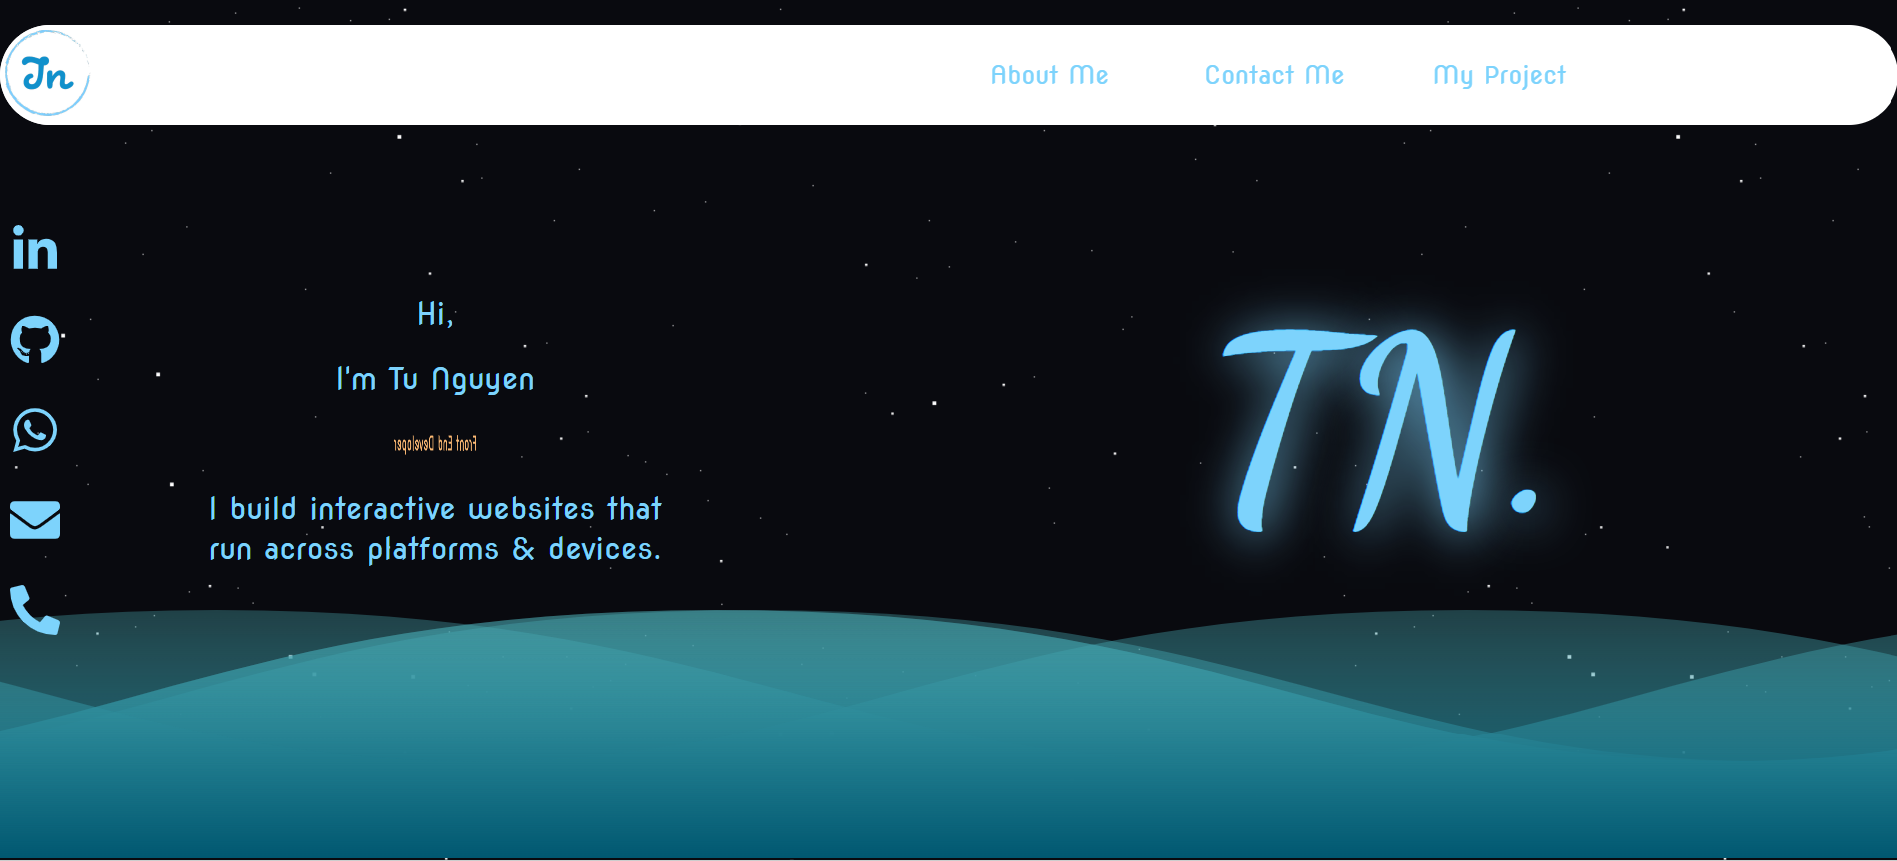 Tn
About Me Contact Me My Project
in
Hi,
I'm Tu Nguyen
Front End Developer
I build interactive websites that
run across platforms & devices.
TN.